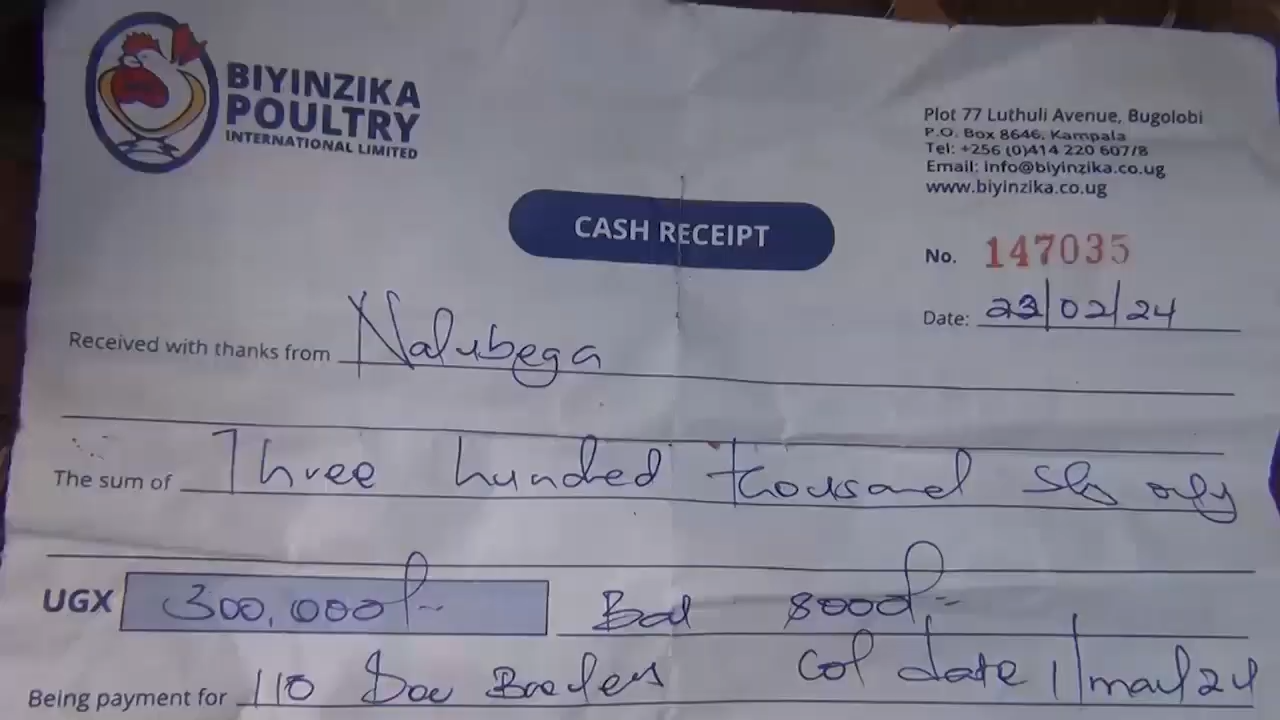 BIYINZIKA
POULTRY
INTERNATIONAL LIMITED
Plot 77 Luthuli Avenue, Bugolobi
P.O. Box 8646, Kampala
Tel: +256 (0)414 220 607/8
Email: info@biyinzika.co.ug
www.biyinzika.co.ug
CASH RECEIPT
No. 147035
Date: 23/02/24
Received with thanks from Nalubega
The sum of Three hundred thousand shs only
UGX 300,000/= Bal 8000/=
Being payment for 110 Doc Col date 1/mar/24